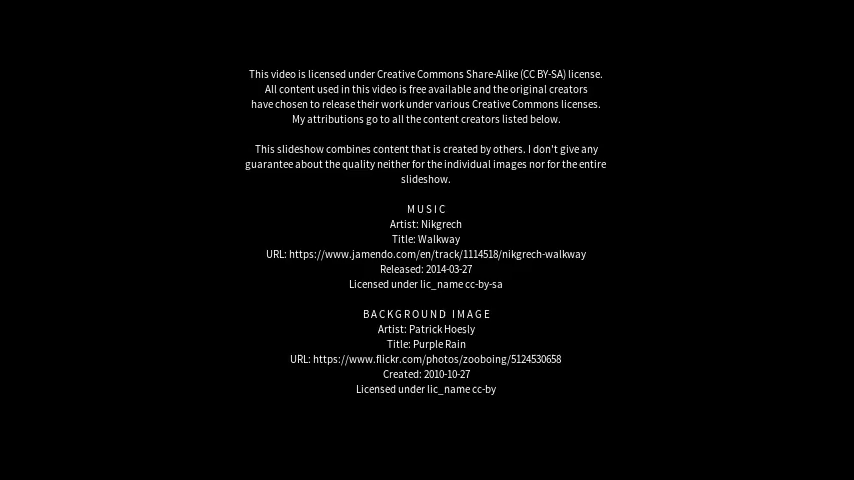 This video is licensed under Creative Commons Share-Alike (CC BY-SA) license.
All content used in this video is free available and the original creators
have chosen to release their work under various Creative Commons licenses.
My attributions go to all the content creators listed below.
This slideshow combines content that is created by others. I don't give any
guarantee about the quality neither for the individual images nor for the entire
slideshow.
MUSIC
Artist: Nikgrech
Title: Walkway
URL: https://www.jamendo.com/en/track/1114518/nikgrech-walkway
Released: 2014-03-27
Licensed under lic_name cc-by-sa
BACKGROUND IMAGE
Artist: Patrick Hoesly
Title: Purple Rain
URL: https://www.flickr.com/photos/zooboing/5124530658
Created: 2010-10-27
Licensed under lic_name cc-by